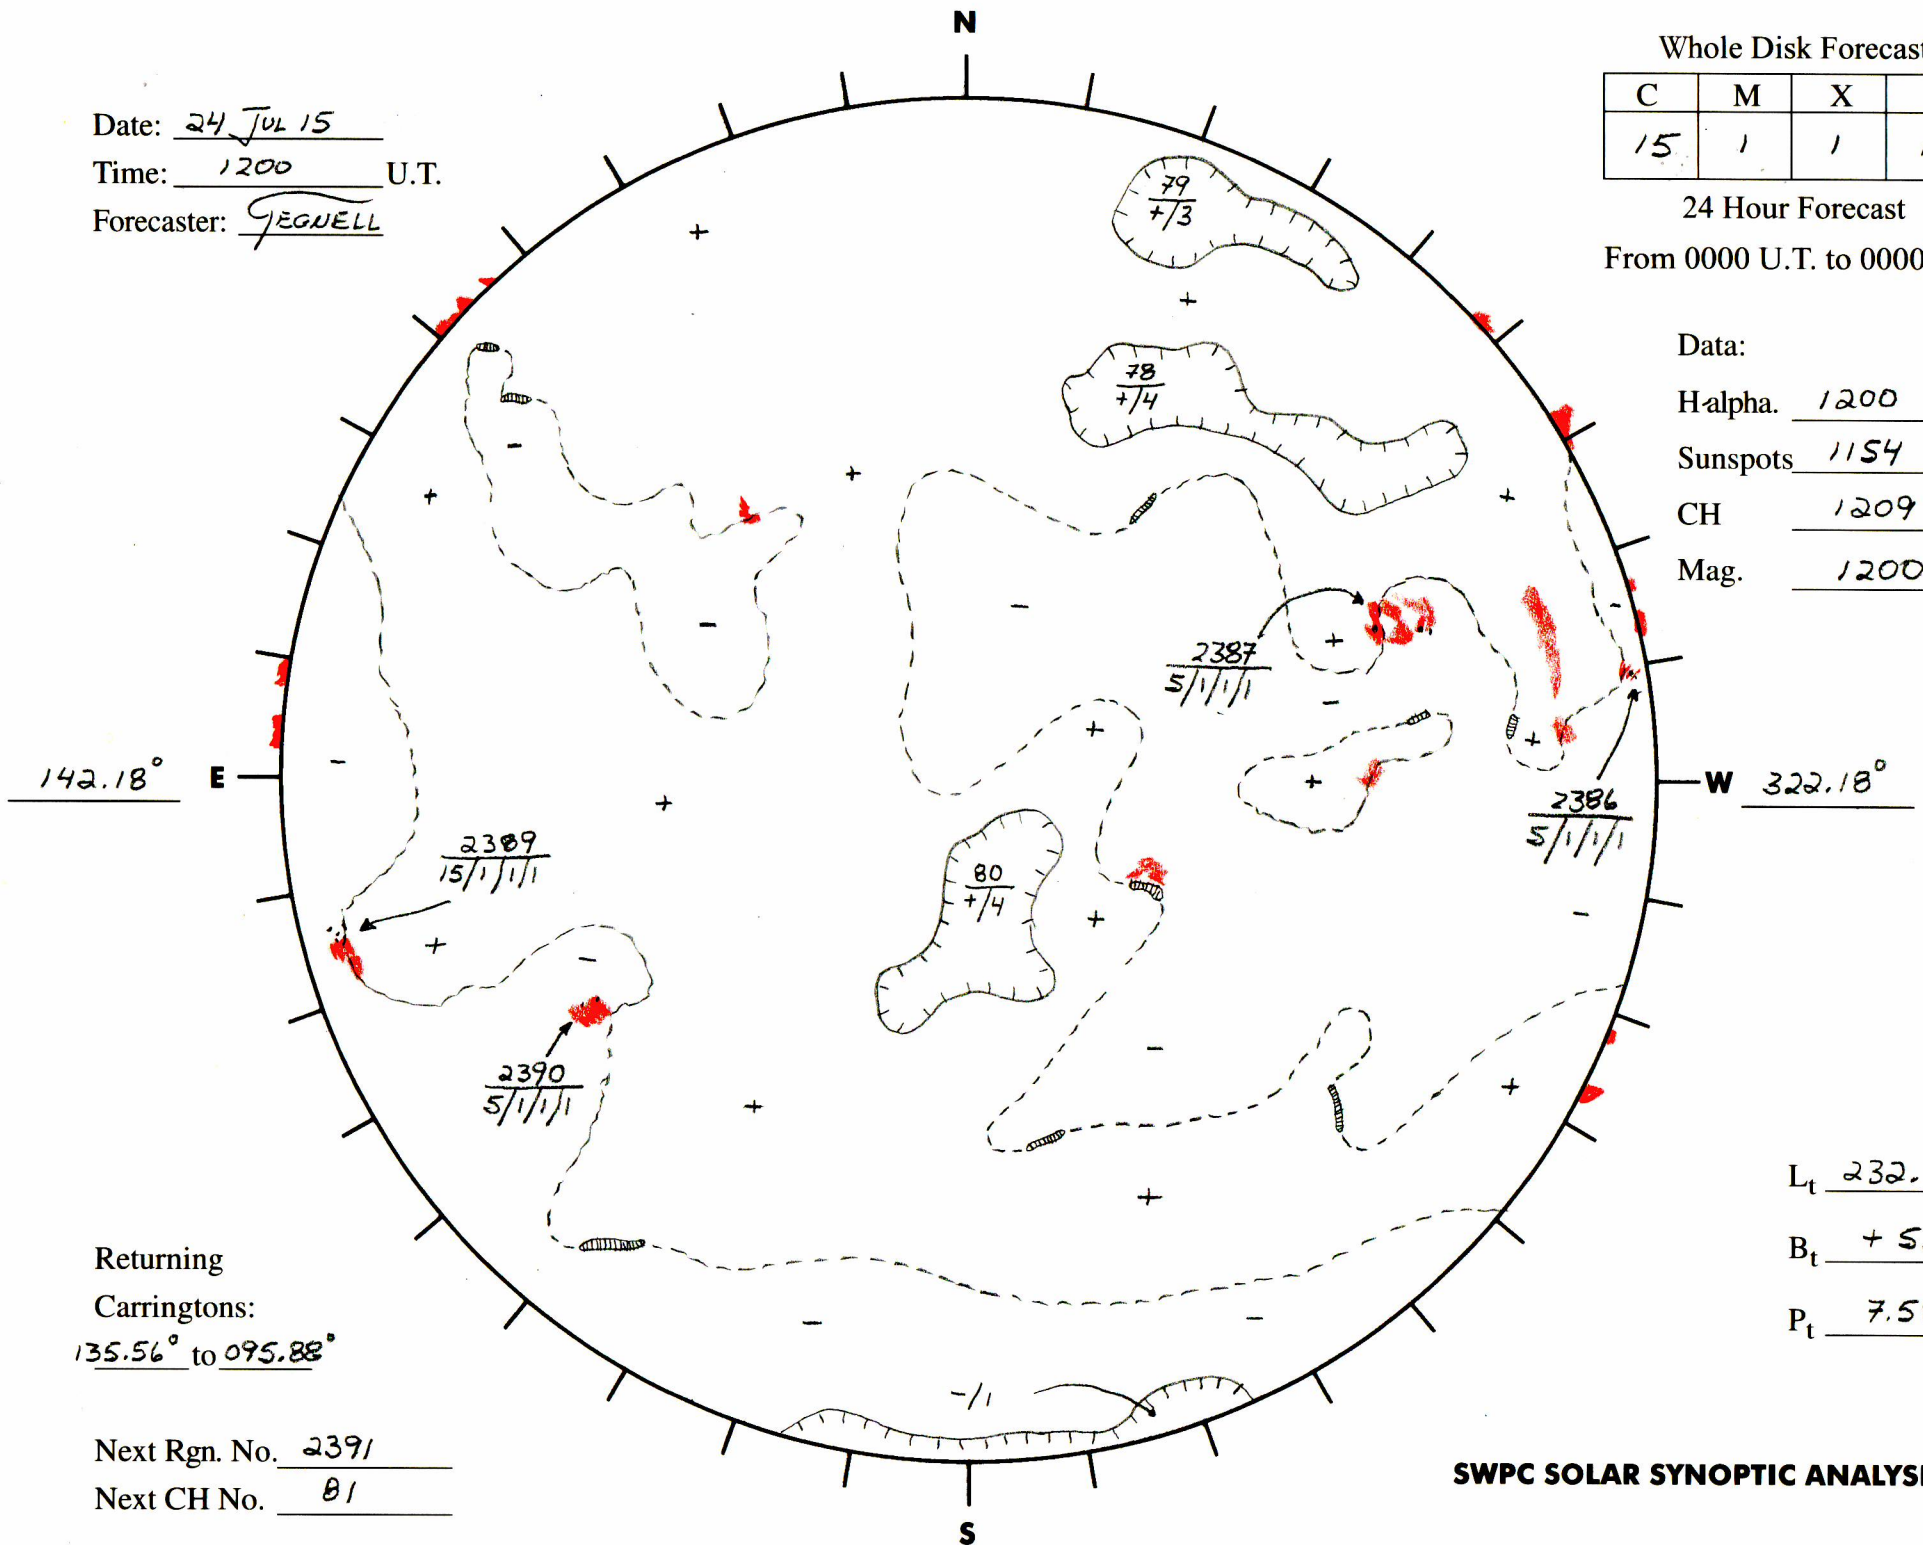 N
Date: 24 JUL 15
Time: 1200 U.T.
Forecaster: GEGNELL
Whole Disk Forecast
C M X
15 1 1
24 Hour Forecast
From 0000 U.T. to 0000
Data:
H-alpha. 1200
Sunspots 1154
CH 1209
Mag. 1200
79
+/3
+
+
78
+/4
-
+
+
+
-
-
-
+
2387
5/1/1/1
-
+
+
-
+
+
142.18° E
W 322.18°
2386
5/1/1/1
2389
15/1/1/1
80
+/4
+
-
+
-
2390
5/1/1/1
-
+
+
+
Lt 232.
Bt + 5
Pt 7.5
Returning
Carringtons:
135.56° to 095.88°
-
-
-/1
Next Rgn. No. 2391
Next CH No. 81
SWPC SOLAR SYNOPTIC ANALYSI
S